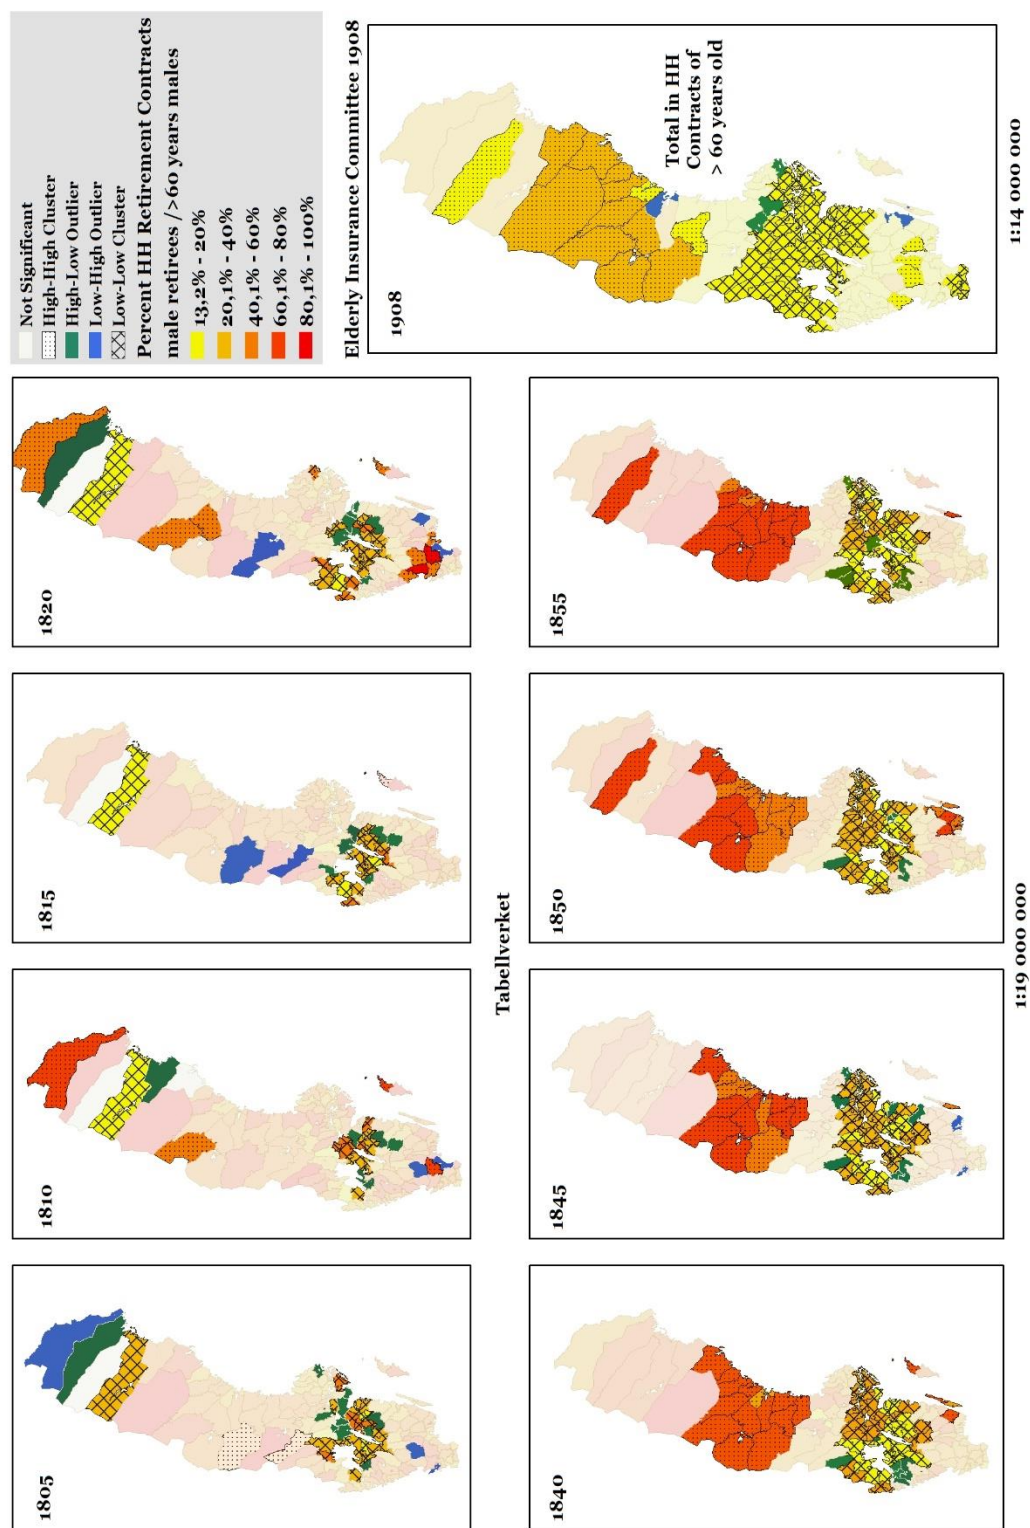 1805
1810
1815
1820
Not Significant
High-High Cluster
High-Low Outlier
Low-High Outlier
Low-Low Cluster
Percent HH Retirement Contracts
male retirees />60 years males
13,2% - 20%
20,1% - 40%
40,1% - 60%
60,1% - 80%
80,1% - 100%
Tabellverket
Elderly Insurance Committee 1908
1840
1845
1850
1855
1908
Total in HH
Contracts of
> 60 years old
1:19 000 000
1:14 000 000